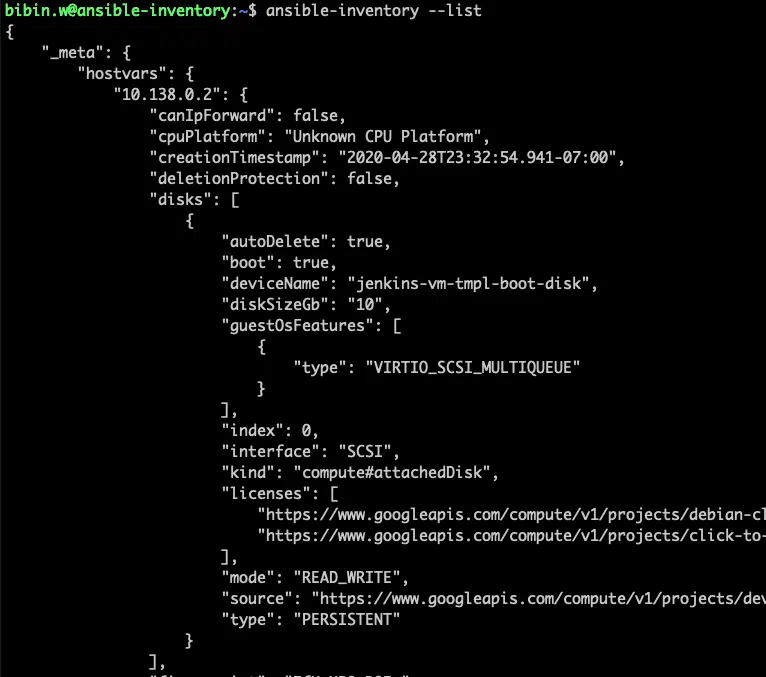 bibin.w@ansible-inventory:~$ ansible-inventory --list
{
    "_meta": {
        "hostvars": {
            "10.138.0.2": {
                "canIpForward": false,
                "cpuPlatform": "Unknown CPU Platform",
                "creationTimestamp": "2020-04-28T23:32:54.941-07:00",
                "deletionProtection": false,
                "disks": [
                    {
                        "autoDelete": true,
                        "boot": true,
                        "deviceName": "jenkins-vm-tmpl-boot-disk",
                        "diskSizeGb": "10",
                        "guestOsFeatures": [
                            {
                                "type": "VIRTIO_SCSI_MULTIQUEUE"
                            }
                        ],
                        "index": 0,
                        "interface": "SCSI",
                        "kind": "compute#attachedDisk",
                        "licenses": [
                            "https://www.googleapis.com/compute/v1/projects/debian-cl
                            "https://www.googleapis.com/compute/v1/projects/click-to-
                        ],
                        "mode": "READ_WRITE",
                        "source": "https://www.googleapis.com/compute/v1/projects/dev
                        "type": "PERSISTENT"
                    }
                ],